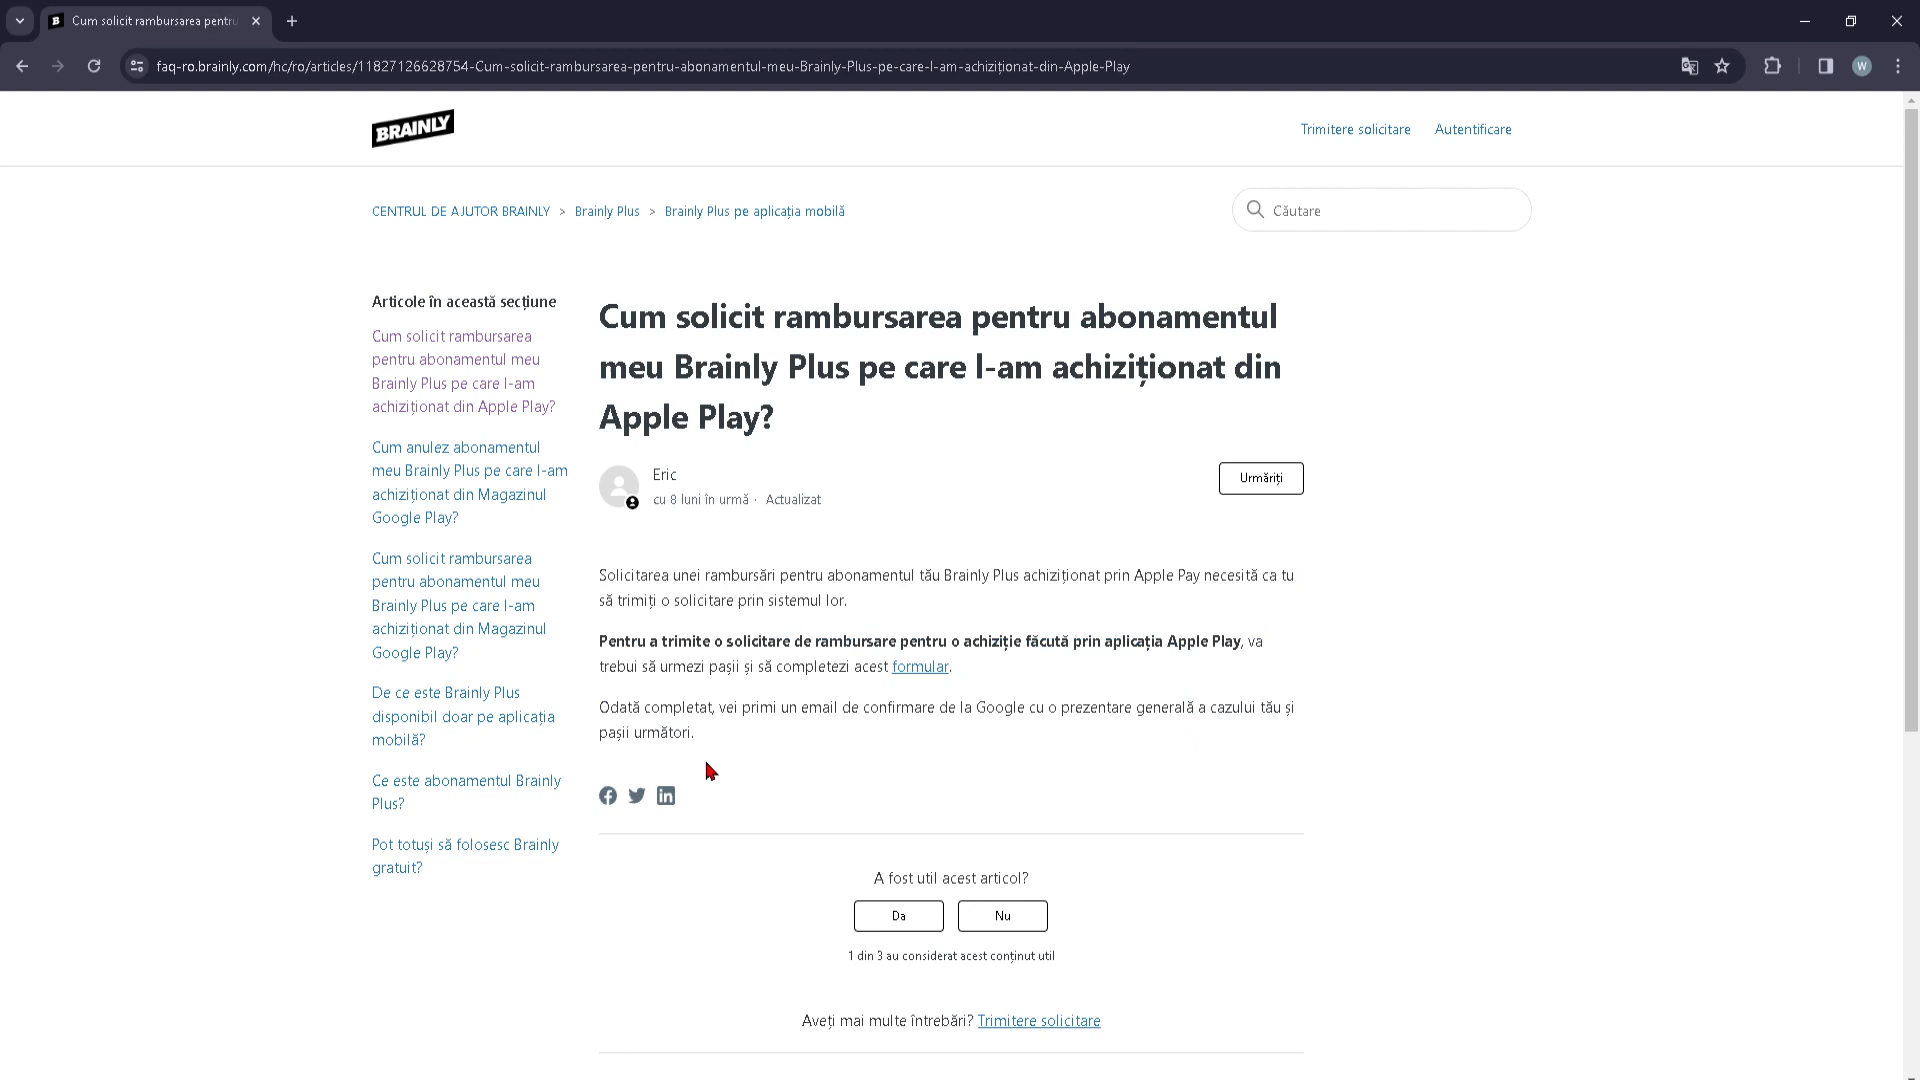 Cum solicit rambursarea pentru
faq-ro.brainly.com/hc/ro/articles/11827126628754-Cum-solicit-rambursarea-pentru-abonamentul-meu-Brainly-Plus-pe-care-l-am-achiziționat-din-Apple-Play
W
BRAINLY
Trimitere solicitare
Autentificare
CENTRUL DE AJUTOR BRAINLY > Brainly Plus > Brainly Plus pe aplicația mobilă
Căutare
Articole în această secțiune
Cum solicit rambursarea
pentru abonamentul meu
Brainly Plus pe care l-am
achiziționat din Apple Play?
Cum anulez abonamentul
meu Brainly Plus pe care l-am
achiziționat din Magazinul
Google Play?
Cum solicit rambursarea
pentru abonamentul meu
Brainly Plus pe care l-am
achiziționat din Magazinul
Google Play?
De ce este Brainly Plus
disponibil doar pe aplicația
mobilă?
Ce este abonamentul Brainly
Plus?
Pot totuși să folosesc Brainly
gratuit?
Cum solicit rambursarea pentru abonamentul
meu Brainly Plus pe care l-am achiziționat din
Apple Play?
Eric
cu 8 luni în urmă · Actualizat
Urmăriți
Solicitarea unei rambursări pentru abonamentul tău Brainly Plus achiziționat prin Apple Pay necesită ca tu
să trimiți o solicitare prin sistemul lor.
Pentru a trimite o solicitare de rambursare pentru o achiziție făcută prin aplicația Apple Play, va
trebui să urmezi pașii și să completezi acest formular.
Odată completat, vei primi un email de confirmare de la Google cu o prezentare generală a cazului tău și
pașii următori.
A fost util acest articol?
Da
Nu
1 din 3 au considerat acest conținut util
Aveți mai multe întrebări? Trimitere solicitare